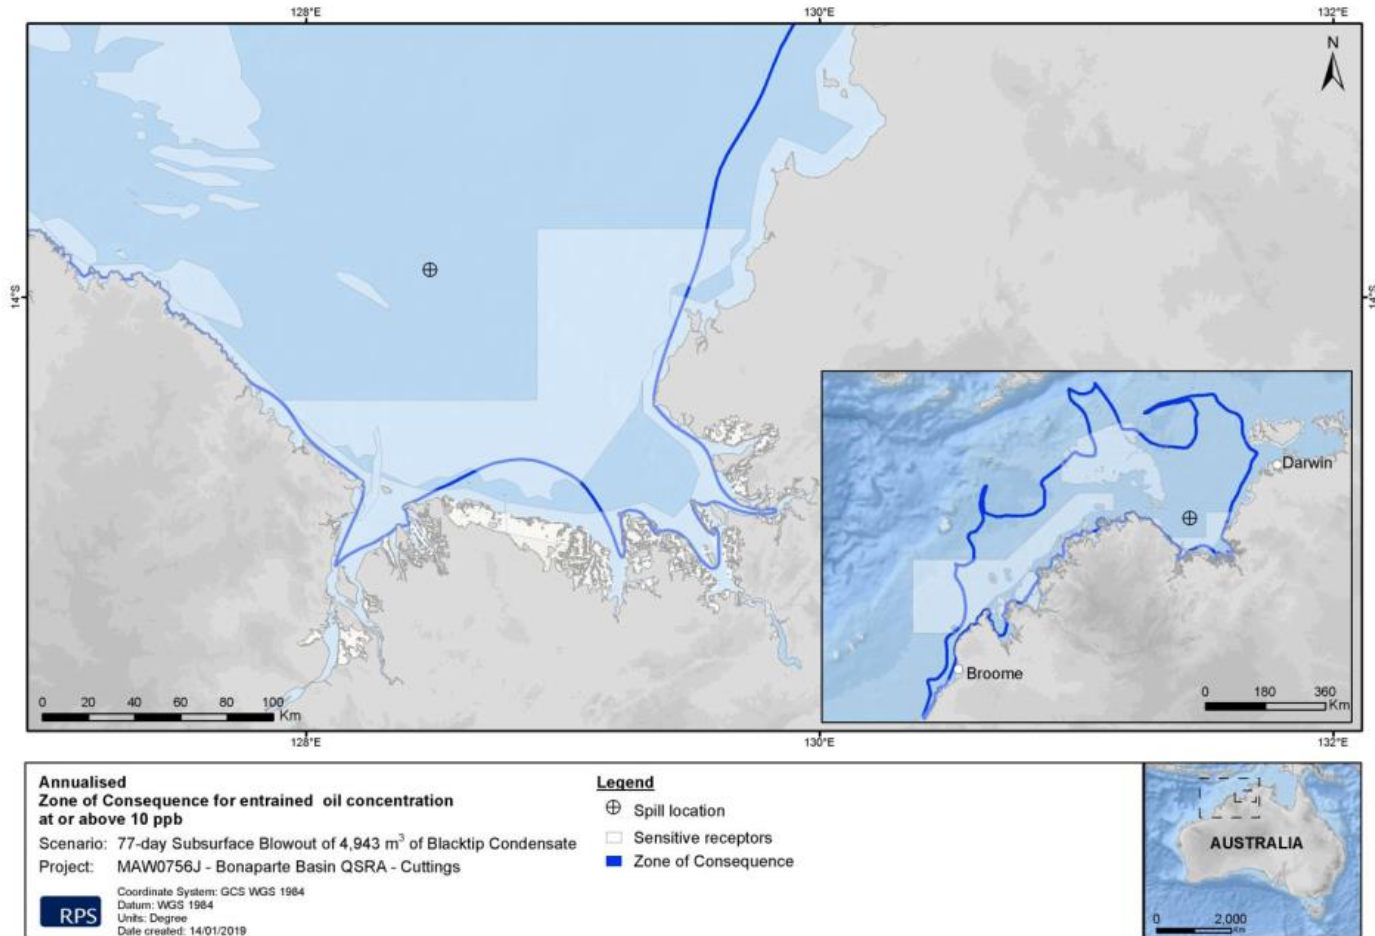 128°E 130°E 132°E
N
14°S 14°S
Darwin
Broome
0 180 360
Km
0 20 40 60 80 100
Km
128°E 130°E 132°E
Annualised
Zone of Consequence for entrained oil concentration
at or above 10 ppb
Scenario: 77-day Subsurface Blowout of 4,943 m³ of Blacktip Condensate
Project: MAW0756J - Bonaparte Basin QSRA - Cuttings
RPS
Coordinate System: GCS WGS 1984
Datum: WGS 1984
Units: Degree
Date created: 14/01/2019
Legend
Spill location
Sensitive receptors
Zone of Consequence
AUSTRALIA
0 2,000
Km